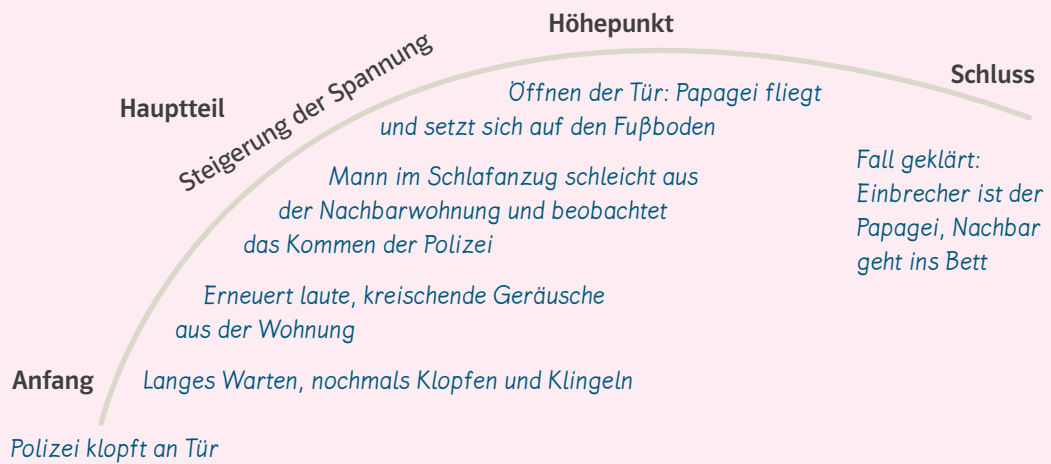 Höhepunkt
Schluss
Hauptteil
Steigerung der Spannung
Öffnen der Tür: Papagei fliegt
und setzt sich auf den Fußboden
Mann im Schlafanzug schleicht aus
der Nachbarwohnung und beobachtet
das Kommen der Polizei
Fall geklärt:
Einbrecher ist der
Papagei, Nachbar
geht ins Bett
Erneuert laute, kreischende Geräusche
aus der Wohnung
Anfang
Langes Warten, nochmals Klopfen und Klingeln
Polizei klopft an Tür